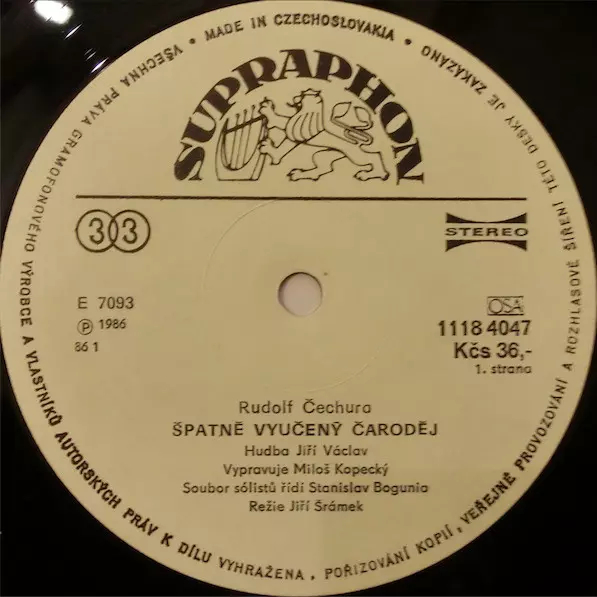 VŠECHNA PRÁVA GRAMOFONOVÉHO VÝROBCE A VLASTNÍKŮ AUTORSKÝCH PRÁV K DÍLU VYHRAŽENA . POŘIZOVÁNÍ KOPIÍ , VEŘEJNÉ PROVOZOVÁNÍ A ROZHLASOVÉ ŠÍŘENÍ TÉTO DESKY JE ZAKÁZÁNO • MADE IN CZECHOSLOVAKIA •
SUPRAPHON
33
STEREO
E 7093
Ⓟ 1986
86 1
OSA
1118 4047
Kčs 36,-
1. strana
Rudolf Čechura
ŠPATNĚ VYUČENÝ ČARODĚJ
Hudba Jiří Václav
Vypravuje Miloš Kopecký
Soubor sólistů řídí Stanislav Bogunia
Režie Jiří Šrámek